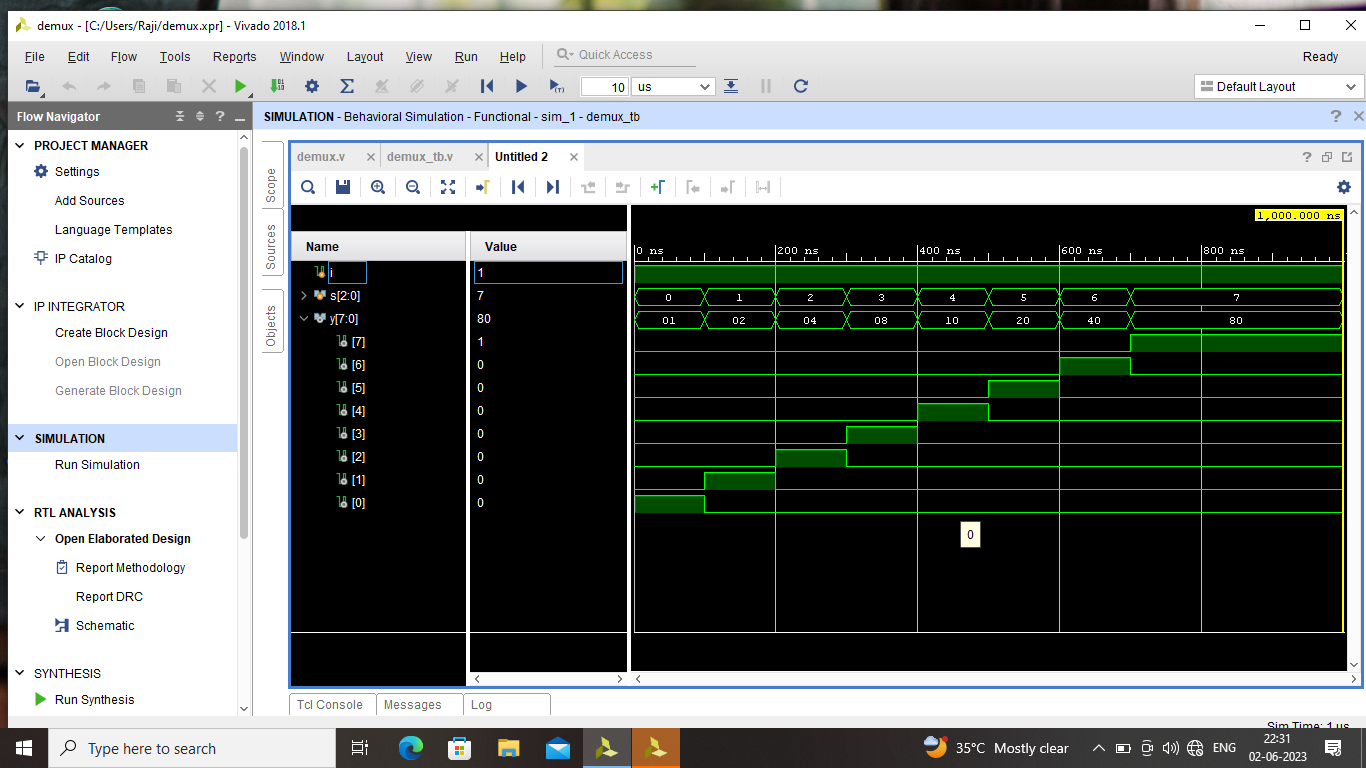 demux - [C:/Users/Raji/demux.xpr] - Vivado 2018.1
File Edit Flow Tools Reports Window Layout View Run Help Quick Access Ready
10 us Default Layout
Flow Navigator
SIMULATION - Behavioral Simulation - Functional - sim_1 - demux_tb
PROJECT MANAGER
Settings
Add Sources
Language Templates
IP Catalog
IP INTEGRATOR
Create Block Design
Open Block Design
Generate Block Design
SIMULATION
Run Simulation
RTL ANALYSIS
Open Elaborated Design
Report Methodology
Report DRC
Schematic
SYNTHESIS
Run Synthesis
Scope
Sources
Objects
demux.v demux_tb.v Untitled 2
1,000.000 ns
Name Value
0 ns 200 ns 400 ns 600 ns 800 ns
i 1
s[2:0] 7 0 1 2 3 4 5 6 7
y[7:0] 80 01 02 04 08 10 20 40 80
[7] 1
[6] 0
[5] 0
[4] 0
[3] 0
[2] 0
[1] 0
[0] 0
0
Tcl Console Messages Log
Sim Time: 1 us
Type here to search
35°C Mostly clear
ENG
22:31
02-06-2023